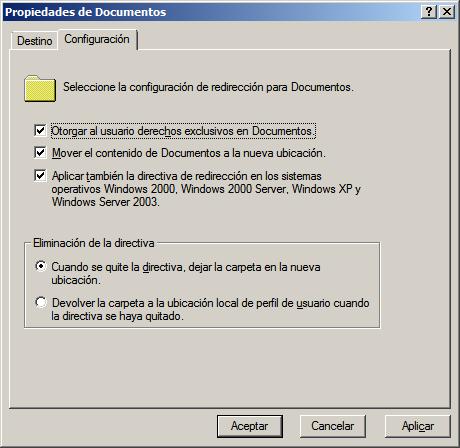 Propiedades de Documentos
Destino Configuración
Seleccione la configuración de redirección para Documentos.
Otorgar al usuario derechos exclusivos en Documentos.
Mover el contenido de Documentos a la nueva ubicación.
Aplicar también la directiva de redirección en los sistemas
operativos Windows 2000, Windows 2000 Server, Windows XP y
Windows Server 2003.
Eliminación de la directiva
Cuando se quite la directiva, dejar la carpeta en la nueva
ubicación.
Devolver la carpeta a la ubicación local de perfil de usuario cuando
la directiva se haya quitado.
Aceptar Cancelar Aplicar